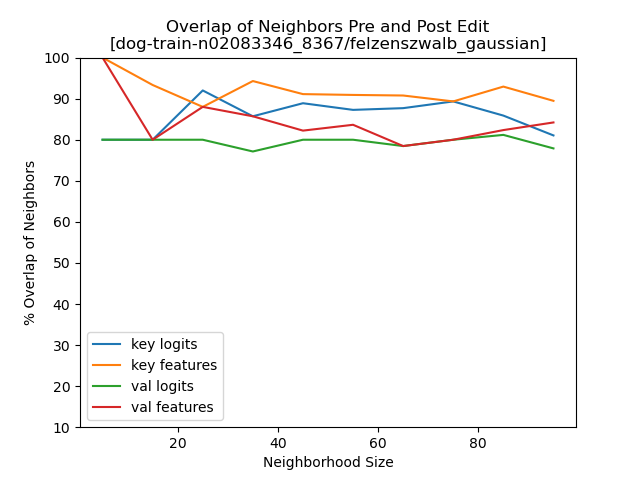 Overlap of Neighbors Pre and Post Edit
[dog-train-n02083346_8367/felzenszwalb_gaussian]
100
90
80
70
60
50
40
30
20
10
% Overlap of Neighbors
key logits
key features
val logits
val features
20 40 60 80
Neighborhood Size